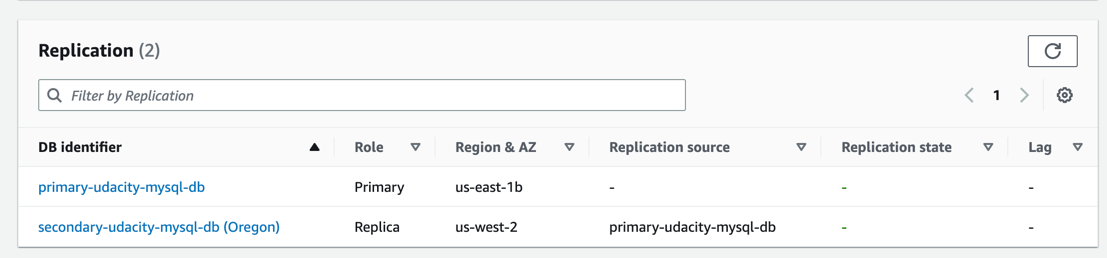 Replication (2)
Filter by Replication
1
DB identifier Role Region & AZ Replication source Replication state Lag
primary-udacity-mysql-db Primary us-east-1b - - -
secondary-udacity-mysql-db (Oregon) Replica us-west-2 primary-udacity-mysql-db - -